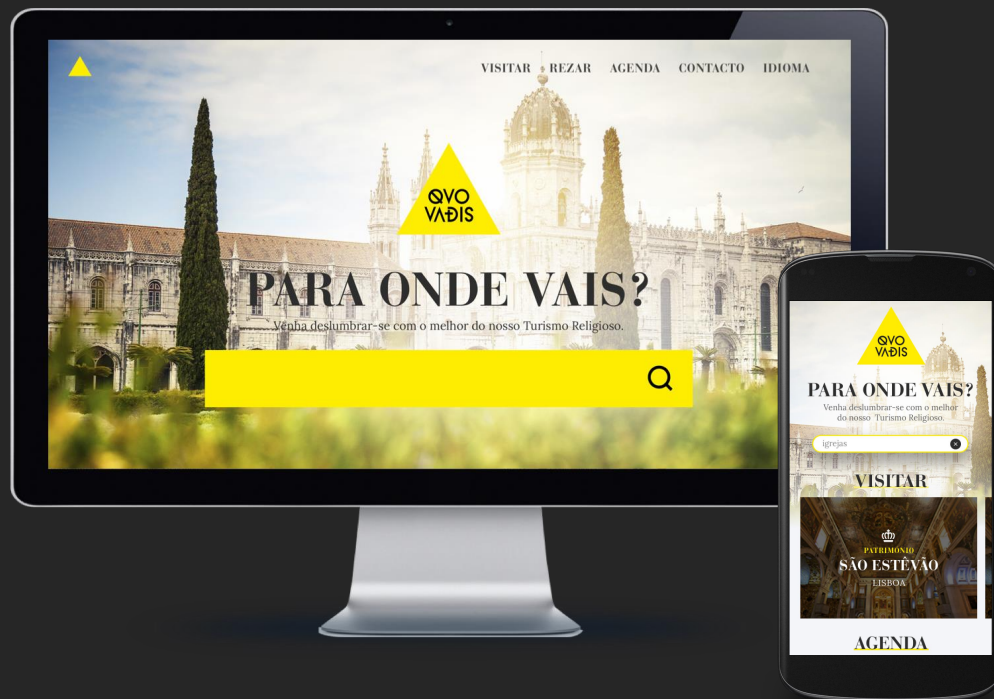 VISITAR
REZAR
AGENDA
CONTACTO
IDIOMA
QVO
VADIS
PARA ONDE VAIS?
Venha deslumbrar-se com o melhor do nosso Turismo Religioso.
QVO
VADIS
PARA ONDE VAIS?
Venha deslumbrar-se com o melhor
do nosso Turismo Religioso.
igrejas
VISITAR
PATRIMÓNIO
SÃO ESTÊVÃO
LISBOA
AGENDA